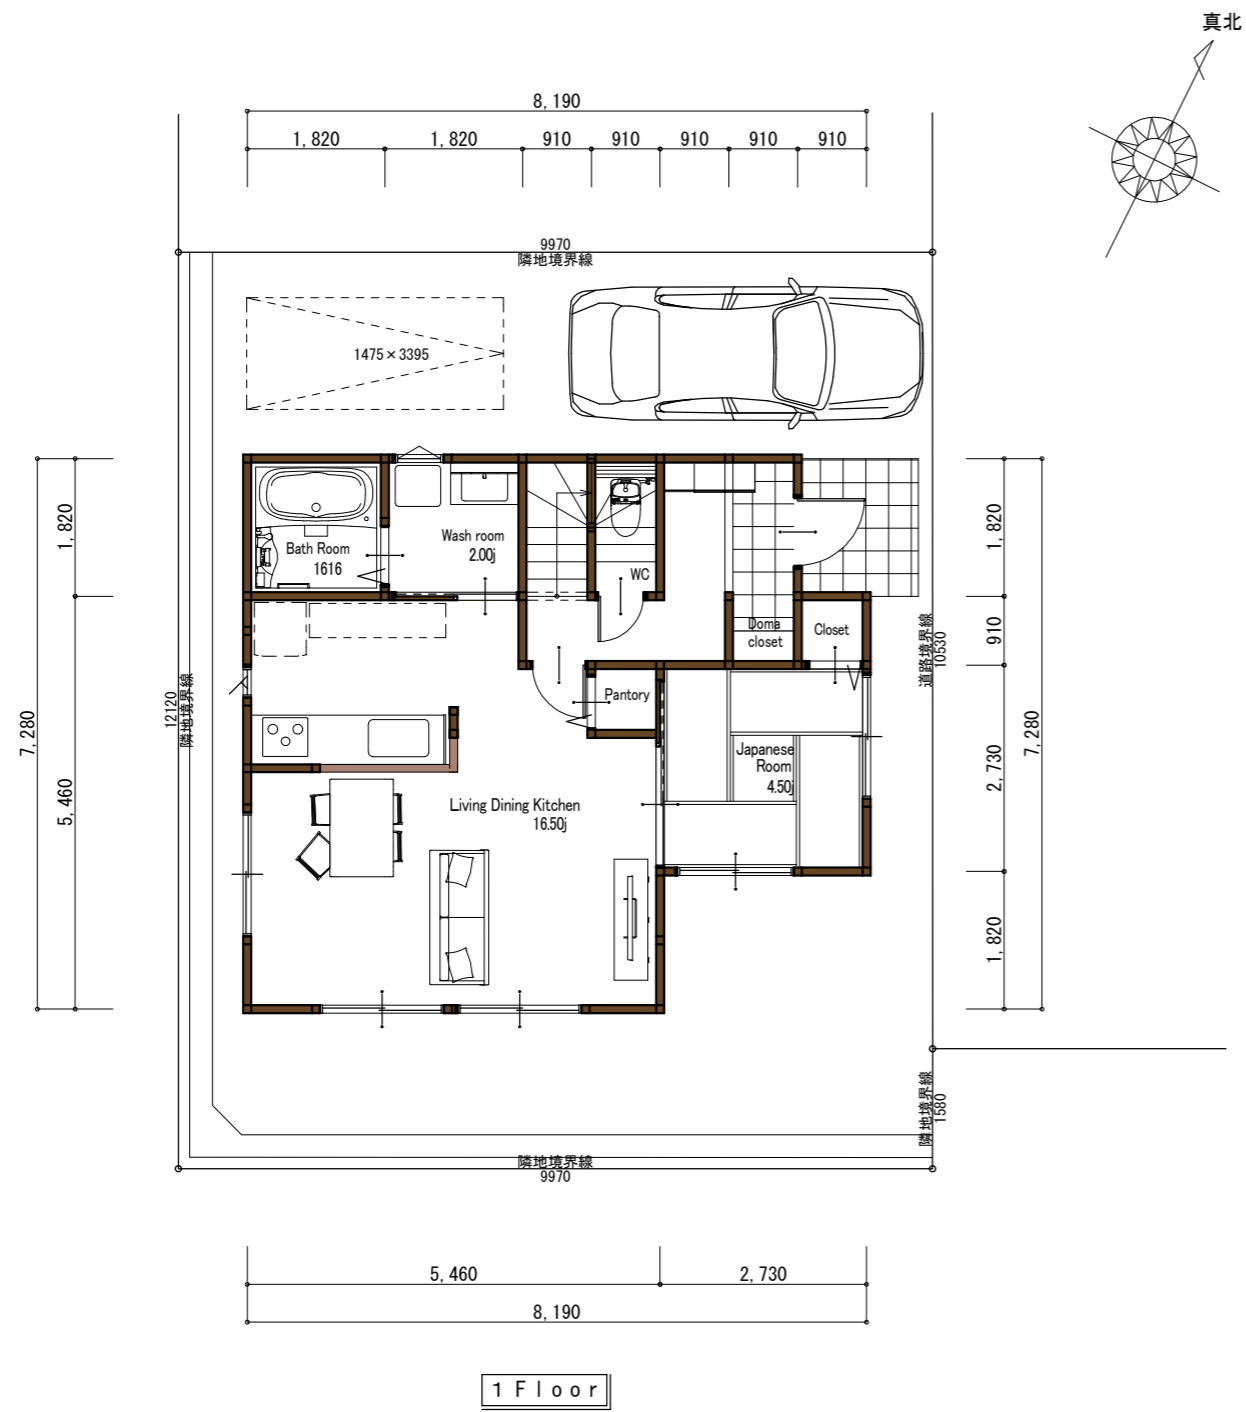 真北
8,190
1,820
1,820
910
910
910
910
910
9970
隣地境界線
1475×3395
1,820
5,460
7,280
1,820
910
2,730
1,820
7,280
Bath Room
1616
Wash room
2.00j
WC
Doma
closet
Closet
Pantory
道路境界線
10530
12120
隣地境界線
Japanese
Room
4.50j
Living Dining Kitchen
16.50j
隣地境界線
1580
隣地境界線
9970
5,460
2,730
8,190
1 Floor